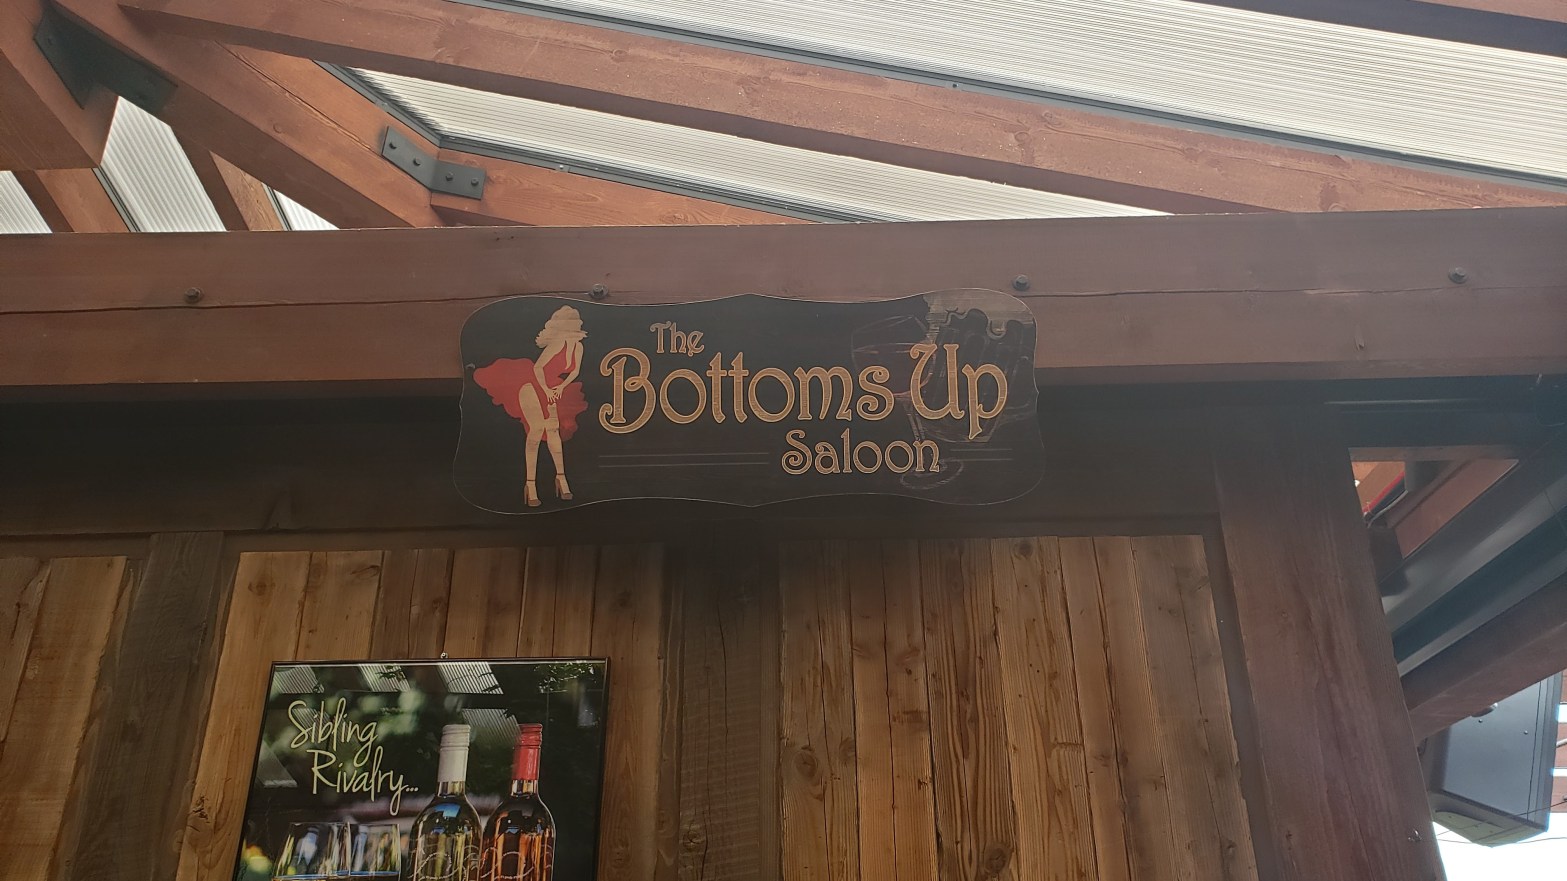 The
Bottoms Up
Saloon
Sibling
Rivalry...